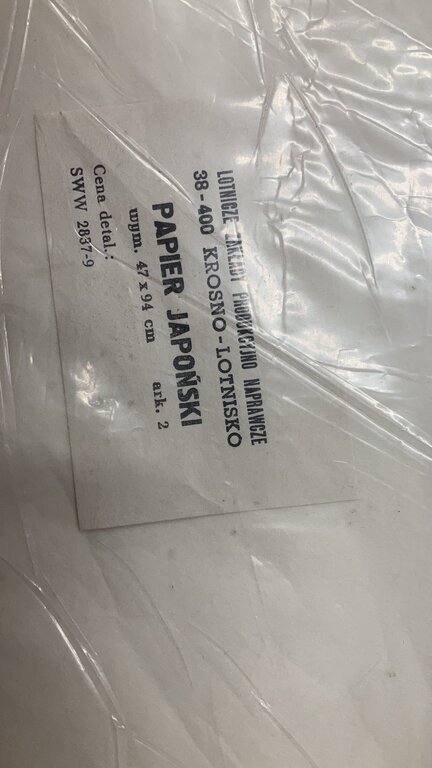 LOTNICZE ZAKŁADY PRODUKCYJNO NAPRAWCZE
38-400 KROSNO-LOTNISKO
PAPIER JAPOŃSKI
wym. 47 x 94 cm ark. 2
Cena detal.:
SWW 2837-9